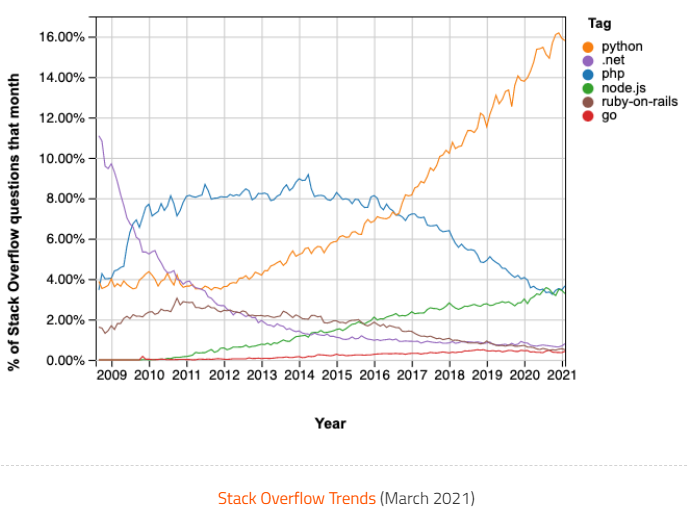 Tag
python
.net
php
node.js
ruby-on-rails
go
% of Stack Overflow questions that month
16.00%
14.00%
12.00%
10.00%
8.00%
6.00%
4.00%
2.00%
0.00%
2009 2010 2011 2012 2013 2014 2015 2016 2017 2018 2019 2020 2021
Year
Stack Overflow Trends (March 2021)